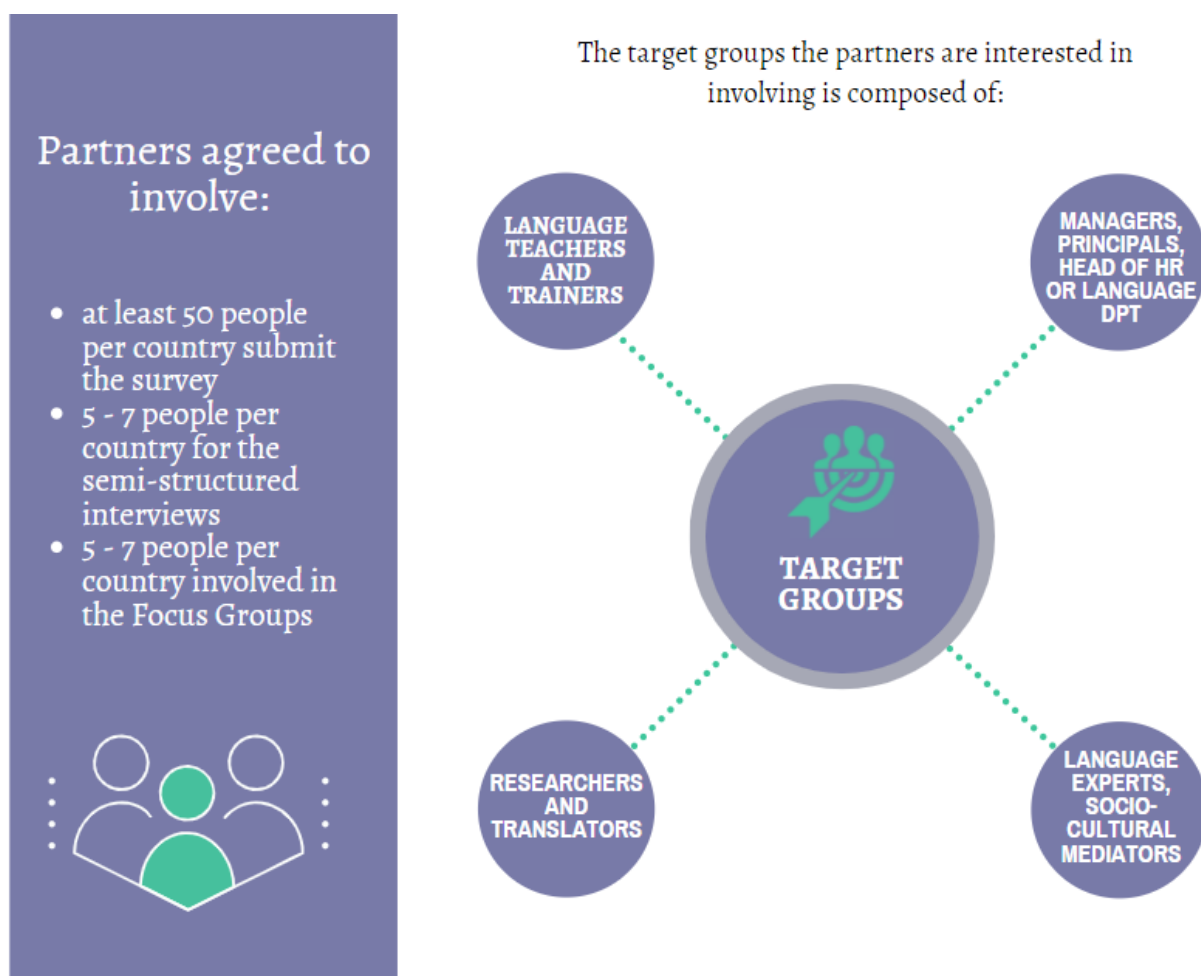 Partners agreed to
involve:
• at least 50 people
per country submit
the survey
• 5 - 7 people per
country for the
semi-structured
interviews
• 5 - 7 people per
country involved in
the Focus Groups
The target groups the partners are interested in
involving is composed of:
LANGUAGE
TEACHERS
AND
TRAINERS
MANAGERS,
PRINCIPALS,
HEAD OF HR
OR LANGUAGE
DPT
TARGET
GROUPS
RESEARCHERS
AND
TRANSLATORS
LANGUAGE
EXPERTS,
SOCIO-
CULTURAL
MEDIATORS